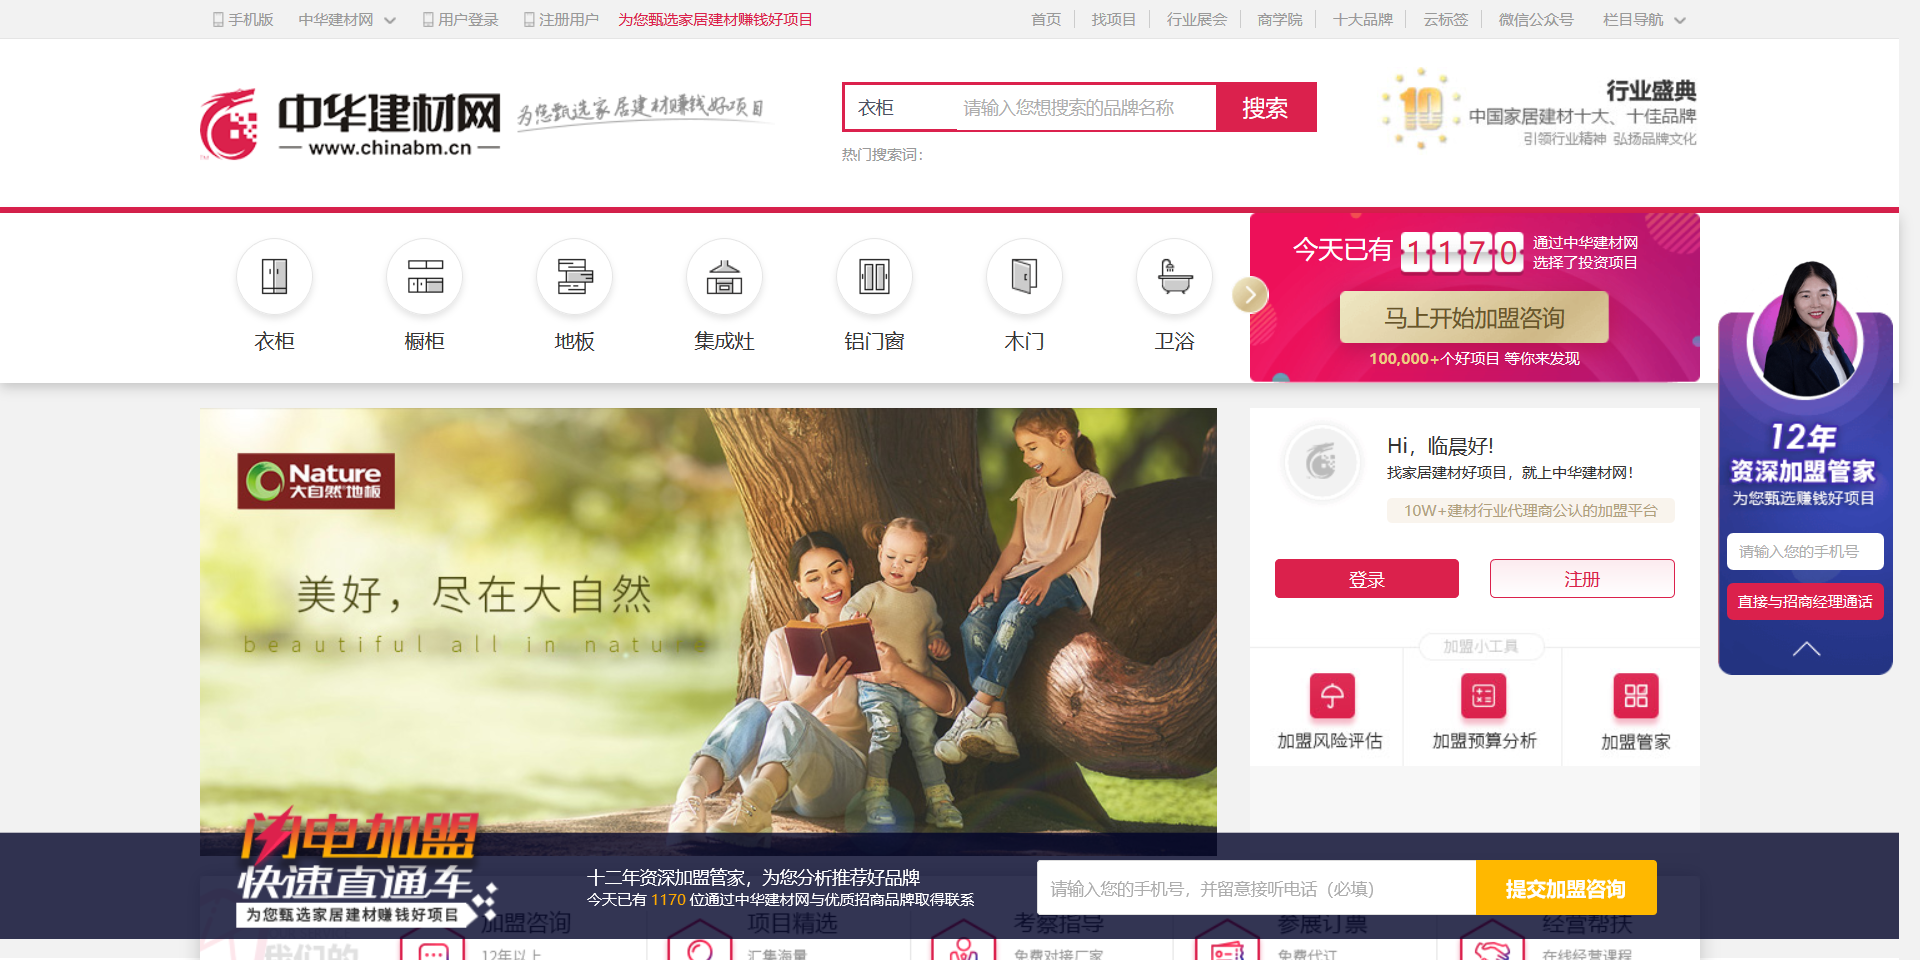 手机版 中华建材网 用户登录 注册用户 为您甄选家居建材赚钱好项目 首页 找项目 行业展会 商学院 十大品牌 云标签 微信公众号 栏目导航
中华建材网
www.chinabm.cn
TM
为您甄选家居建材赚钱好项目
衣柜 请输入您想搜索的品牌名称 搜索
热门搜索词：
10
行业盛典
中国家居建材十大、十佳品牌
引领行业精神 弘扬品牌文化
衣柜 橱柜 地板 集成灶 铝门窗 木门 卫浴
今天已有 1170 通过中华建材网
选择了投资项目
马上开始加盟咨询
100,000+个好项目 等你来发现
12年
资深加盟管家
为您甄选赚钱好项目
请输入您的手机号
直接与招商经理通话
Nature
大自然®地板
美好，尽在大自然
beautiful all in nature
Hi，临晨好!
找家居建材好项目，就上中华建材网！
10W+建材行业代理商公认的加盟平台
登录 注册
加盟小工具
加盟风险评估 加盟预算分析 加盟管家
闪电加盟
快速直通车
为您甄选家居建材赚钱好项目
十二年资深加盟管家，为您分析推荐好品牌
今天已有 1170 位通过中华建材网与优质招商品牌取得联系
请输入您的手机号，并留意接听电话（必填） 提交加盟咨询
我们的
加盟咨询 项目精选 考察指导 参展订票 经营帮扶
12年以上 汇集海量 免费对接厂家 免费代订 在线经营课程